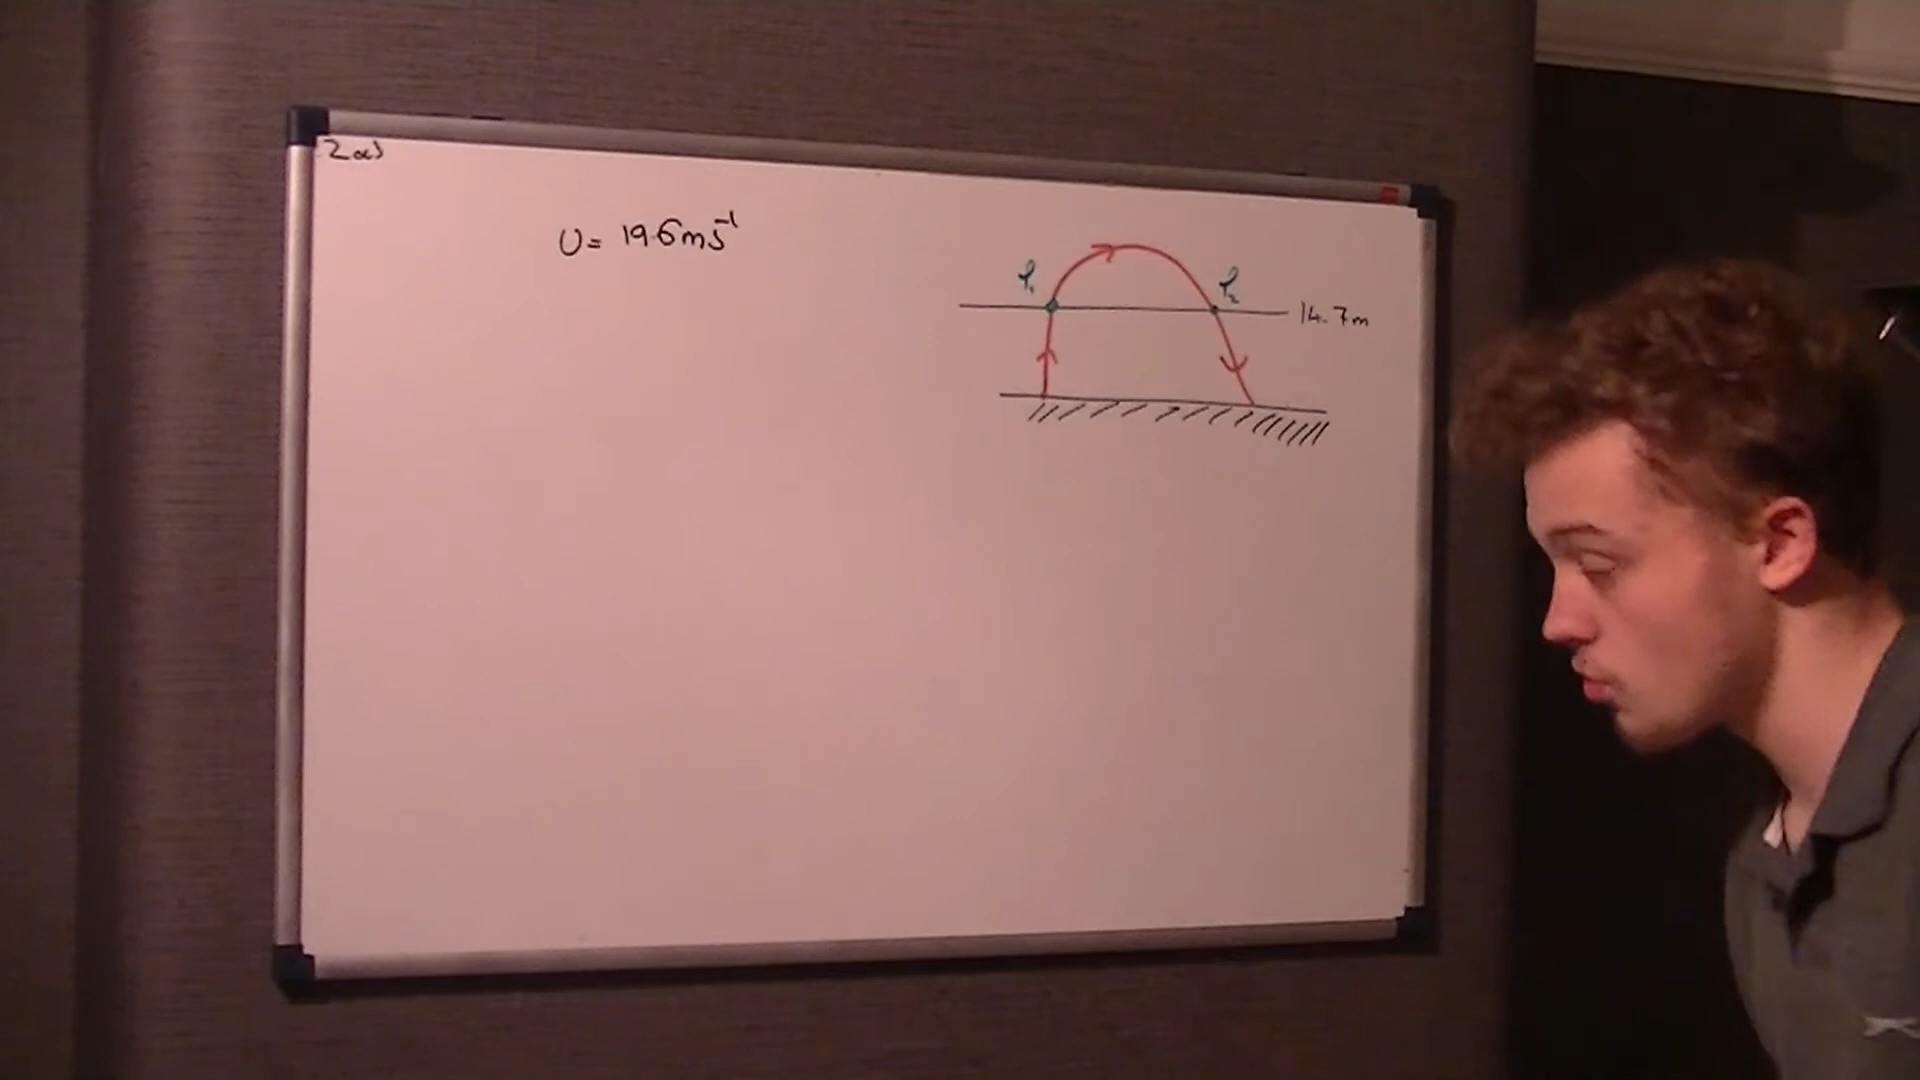 2a)
U = 19.6ms⁻¹
P₁ P₂
14.7m